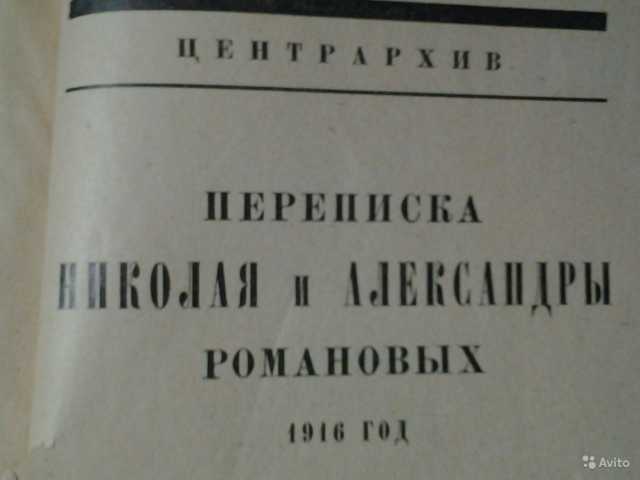 ЦЕНТРАРХИВ
ПЕРЕПИСКА
НИКОЛАЯ и АЛЕКСАНДРЫ
РОМАНОВЫХ
1916 ГОД
Avito